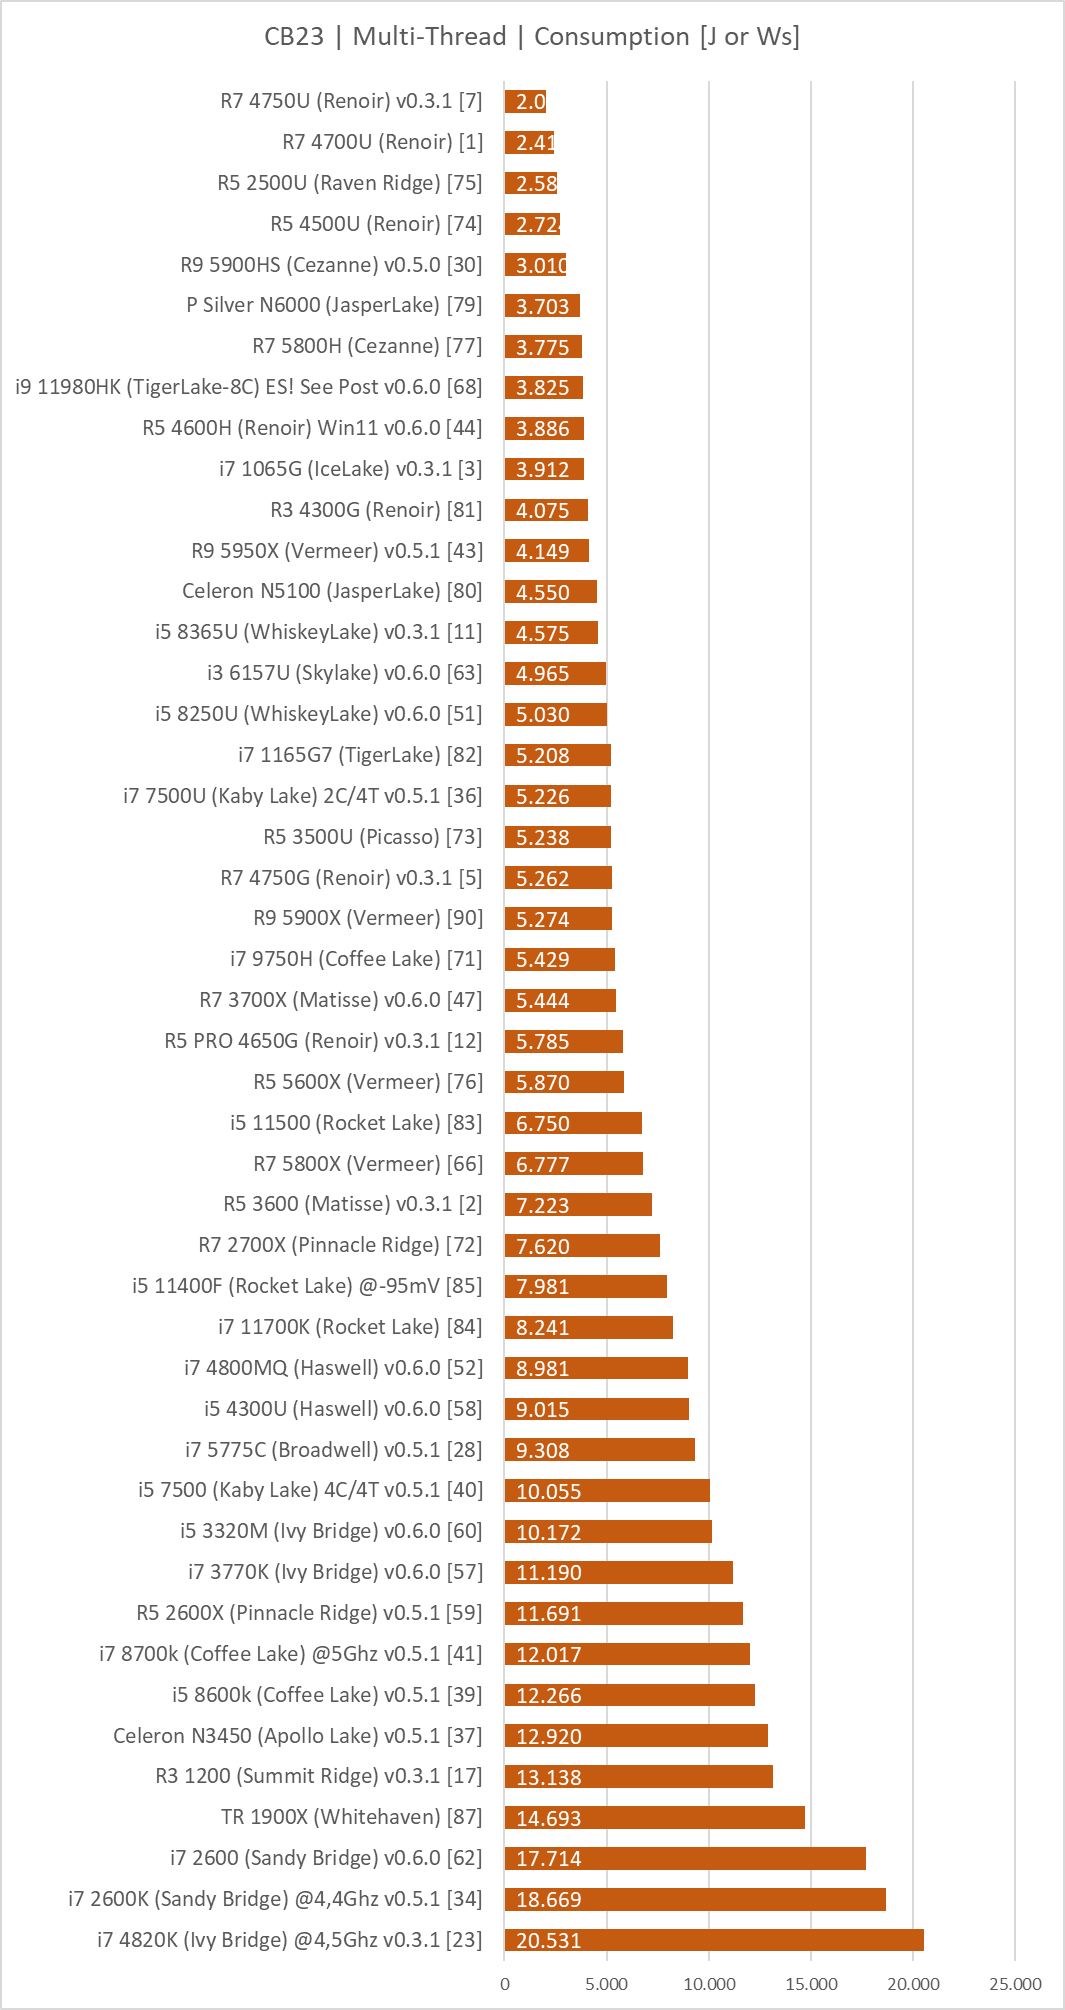 CB23 | Multi-Thread | Consumption [J or Ws]
R7 4750U (Renoir) v0.3.1 [7] 2.0
R7 4700U (Renoir) [1] 2.41
R5 2500U (Raven Ridge) [75] 2.58
R5 4500U (Renoir) [74] 2.72
R9 5900HS (Cezanne) v0.5.0 [30] 3.010
P Silver N6000 (JasperLake) [79] 3.703
R7 5800H (Cezanne) [77] 3.775
i9 11980HK (TigerLake-8C) ES! See Post v0.6.0 [68] 3.825
R5 4600H (Renoir) Win11 v0.6.0 [44] 3.886
i7 1065G (IceLake) v0.3.1 [3] 3.912
R3 4300G (Renoir) [81] 4.075
R9 5950X (Vermeer) v0.5.1 [43] 4.149
Celeron N5100 (JasperLake) [80] 4.550
i5 8365U (WhiskeyLake) v0.3.1 [11] 4.575
i3 6157U (Skylake) v0.6.0 [63] 4.965
i5 8250U (WhiskeyLake) v0.6.0 [51] 5.030
i7 1165G7 (TigerLake) [82] 5.208
i7 7500U (Kaby Lake) 2C/4T v0.5.1 [36] 5.226
R5 3500U (Picasso) [73] 5.238
R7 4750G (Renoir) v0.3.1 [5] 5.262
R9 5900X (Vermeer) [90] 5.274
i7 9750H (Coffee Lake) [71] 5.429
R7 3700X (Matisse) v0.6.0 [47] 5.444
R5 PRO 4650G (Renoir) v0.3.1 [12] 5.785
R5 5600X (Vermeer) [76] 5.870
i5 11500 (Rocket Lake) [83] 6.750
R7 5800X (Vermeer) [66] 6.777
R5 3600 (Matisse) v0.3.1 [2] 7.223
R7 2700X (Pinnacle Ridge) [72] 7.620
i5 11400F (Rocket Lake) @-95mV [85] 7.981
i7 11700K (Rocket Lake) [84] 8.241
i7 4800MQ (Haswell) v0.6.0 [52] 8.981
i5 4300U (Haswell) v0.6.0 [58] 9.015
i7 5775C (Broadwell) v0.5.1 [28] 9.308
i5 7500 (Kaby Lake) 4C/4T v0.5.1 [40] 10.055
i5 3320M (Ivy Bridge) v0.6.0 [60] 10.172
i7 3770K (Ivy Bridge) v0.6.0 [57] 11.190
R5 2600X (Pinnacle Ridge) v0.5.1 [59] 11.691
i7 8700k (Coffee Lake) @5Ghz v0.5.1 [41] 12.017
i5 8600k (Coffee Lake) v0.5.1 [39] 12.266
Celeron N3450 (Apollo Lake) v0.5.1 [37] 12.920
R3 1200 (Summit Ridge) v0.3.1 [17] 13.138
TR 1900X (Whitehaven) [87] 14.693
i7 2600 (Sandy Bridge) v0.6.0 [62] 17.714
i7 2600K (Sandy Bridge) @4,4Ghz v0.5.1 [34] 18.669
i7 4820K (Ivy Bridge) @4,5Ghz v0.3.1 [23] 20.531
0 5.000 10.000 15.000 20.000 25.000